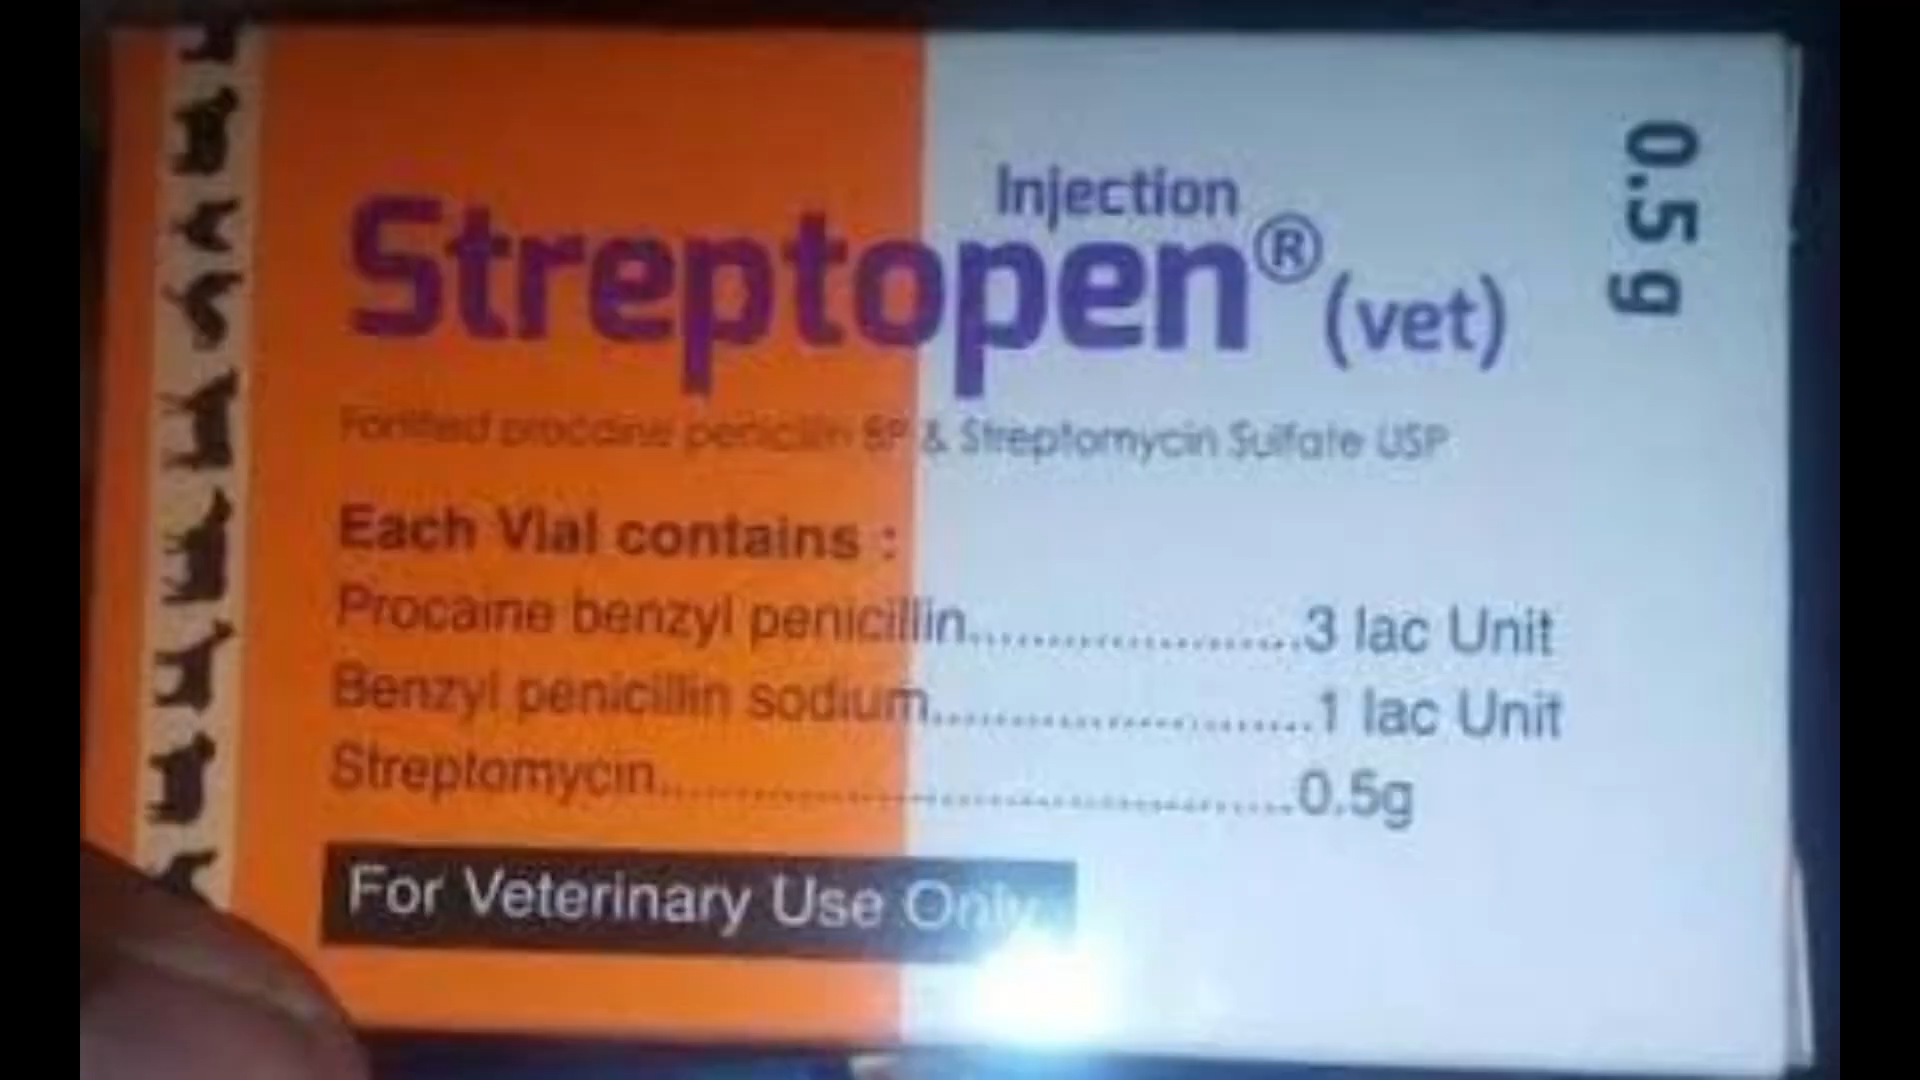 Injection
Streptopen® (vet)
0.5 g
Fortified procaine penicillin BP & Streptomycin Sulfate USP
Each Vial contains :
Procaine benzyl penicillin.....................3 lac Unit
Benzyl penicillin sodium........................1 lac Unit
Streptomycin.......................................0.5g
For Veterinary Use Only